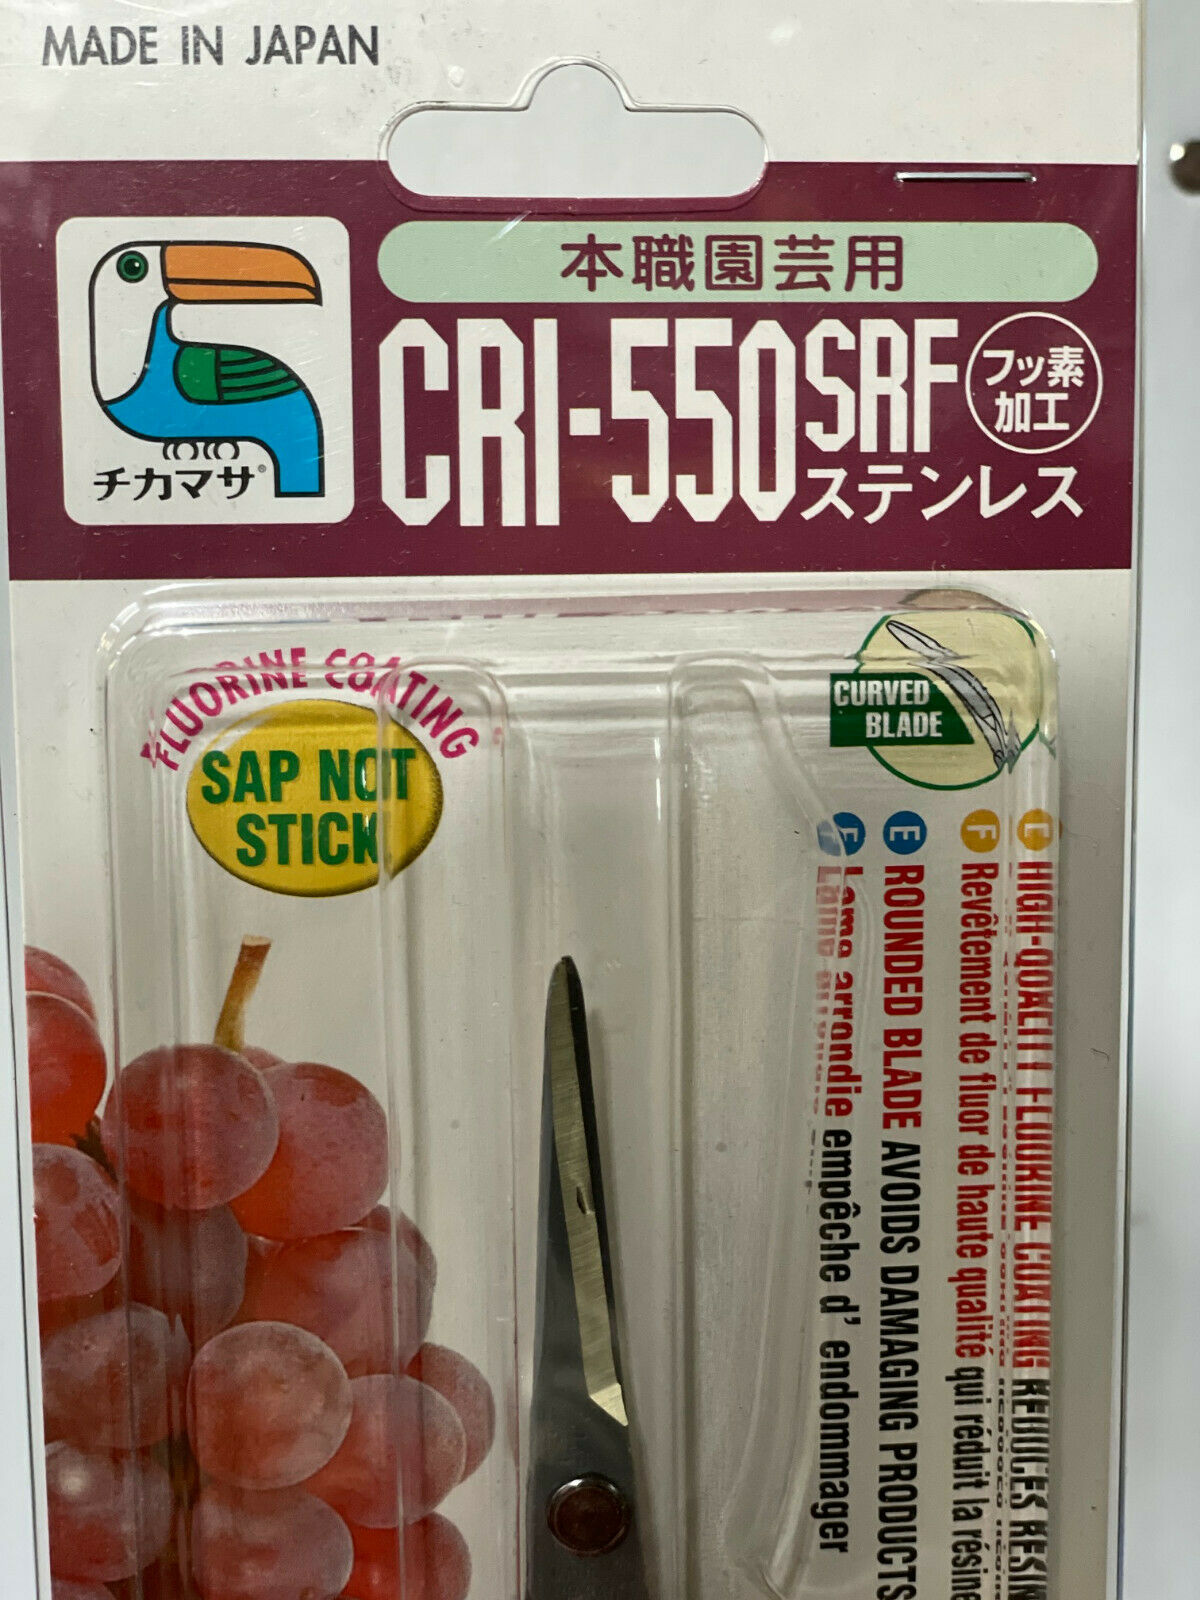 MADE IN JAPAN
本職園芸用
CRI-550SRF
フッ素
加工
ステンレス
チカマサ®
FLUORINE COATING
SAP NOT
STICK
CURVED
BLADE
E HIGH-QUALITY FLUORINE COATING REDUCES RESIN
F Revêtement de fluor de haute qualité qui réduit la résine
E ROUNDED BLADE AVOIDS DAMAGING PRODUCTS
F Lame arrondie empêche d'endommager